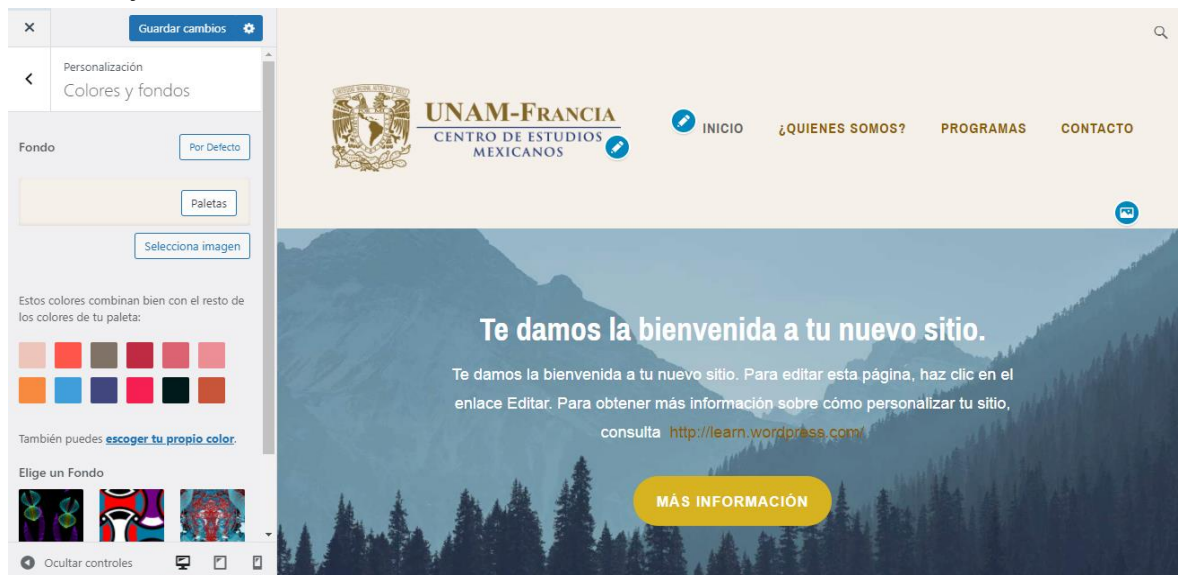 Guardar cambios
Personalización
Colores y fondos
Fondo
Por Defecto
Paletas
Selecciona imagen
Estos colores combinan bien con el resto de
los colores de tu paleta:
También puedes escoger tu propio color.
Elige un Fondo
Ocultar controles
UNAM-FRANCIA
CENTRO DE ESTUDIOS
MEXICANOS
INICIO
¿QUIENES SOMOS?
PROGRAMAS
CONTACTO
Te damos la bienvenida a tu nuevo sitio.
Te damos la bienvenida a tu nuevo sitio. Para editar esta página, haz clic en el
enlace Editar. Para obtener más información sobre cómo personalizar tu sitio,
consulta http://learn.wordpress.com/
MÁS INFORMACIÓN